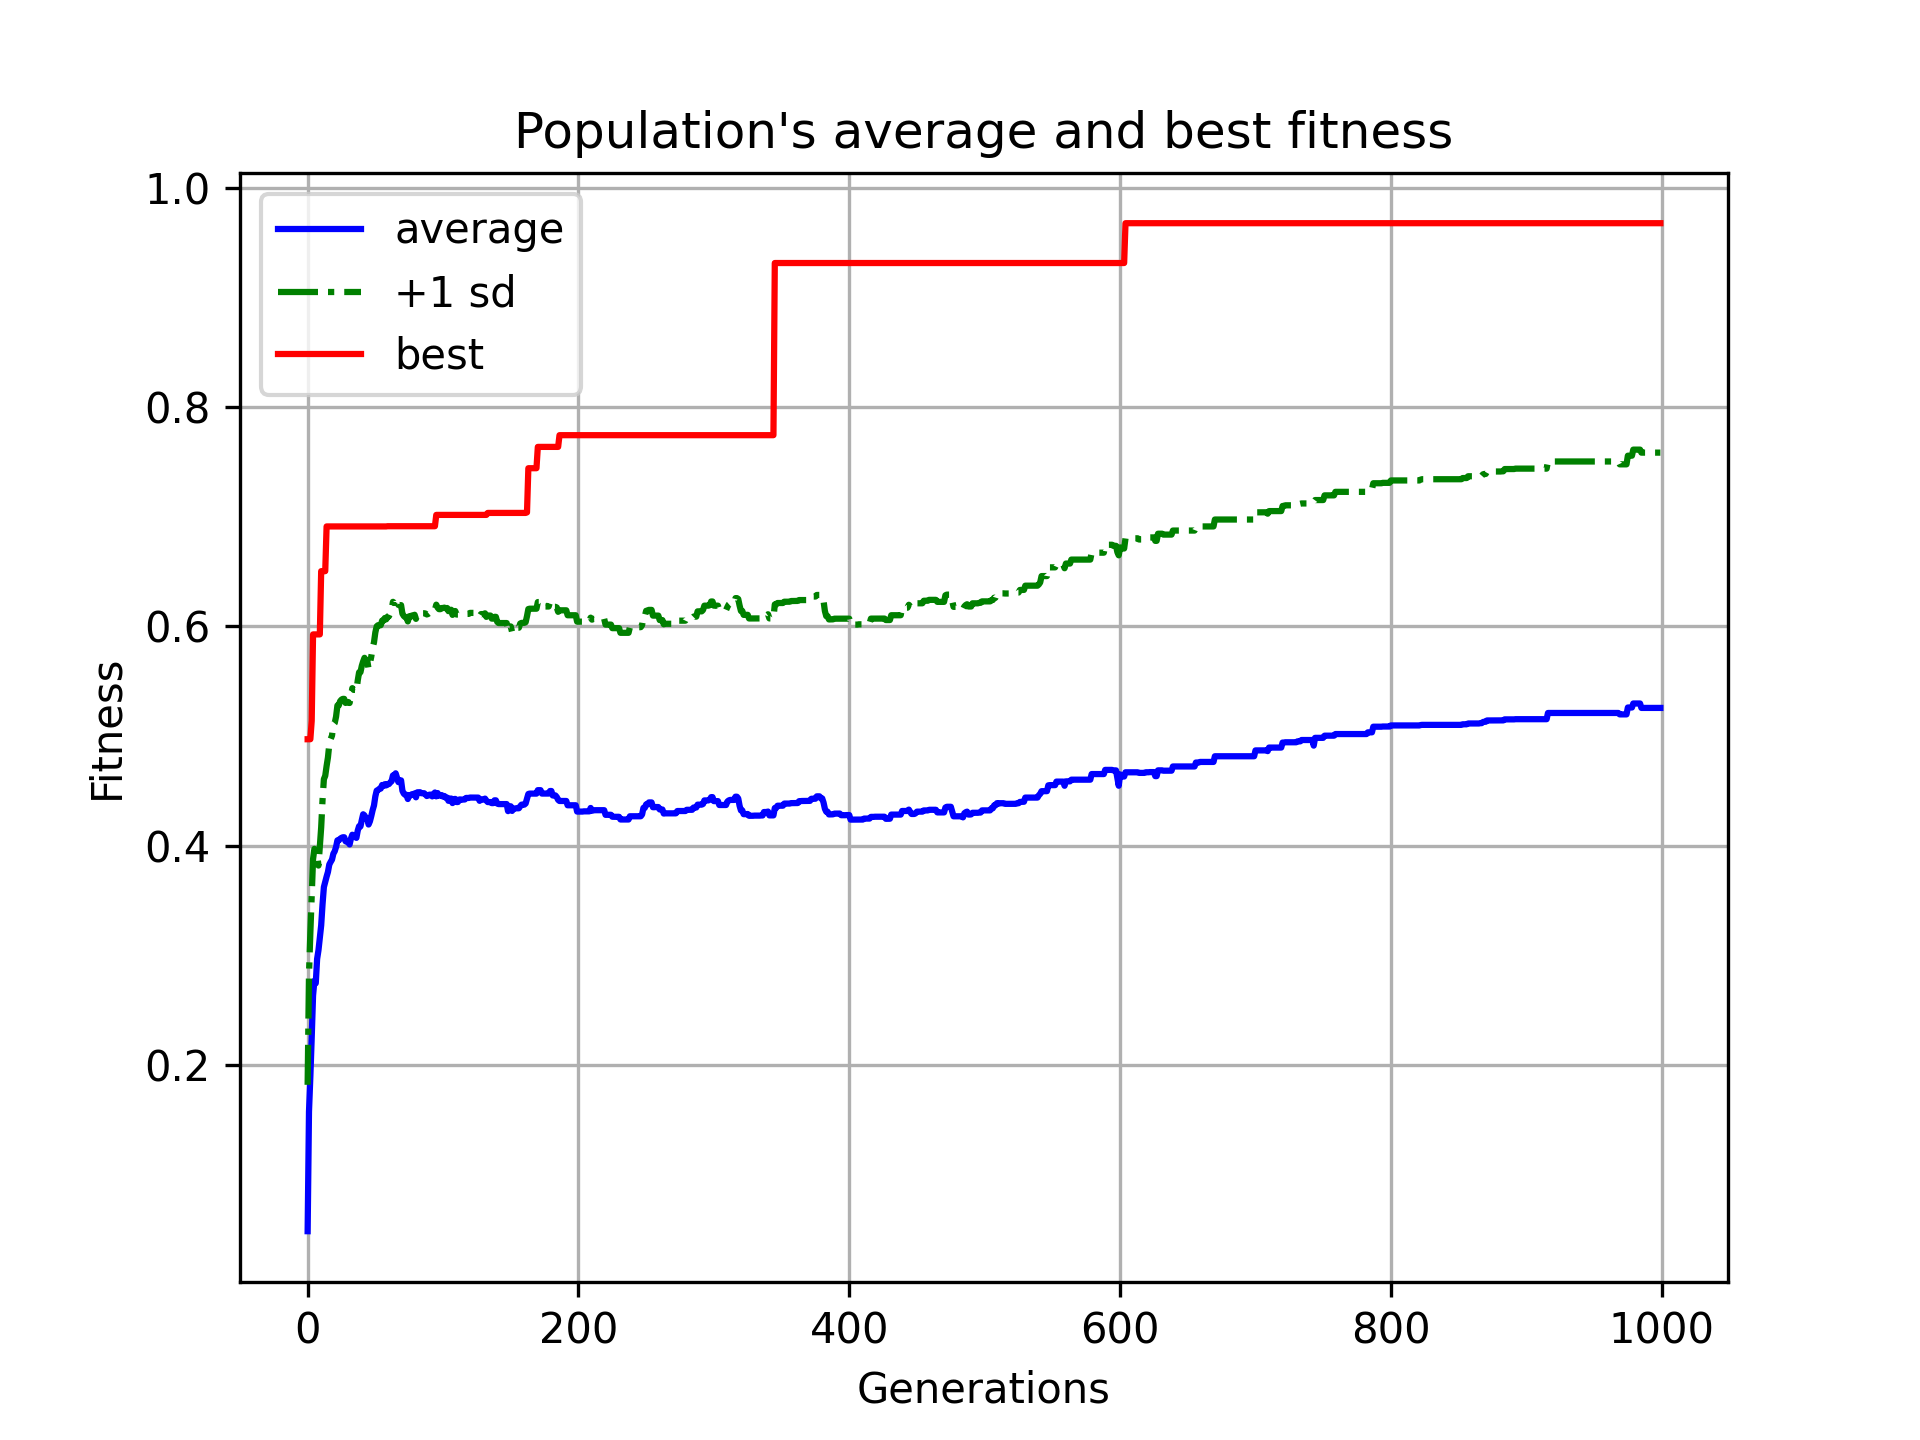 Population's average and best fitness
1.0
0.8
0.6
0.4
0.2
Fitness
average
+1 sd
best
0 200 400 600 800 1000
Generations